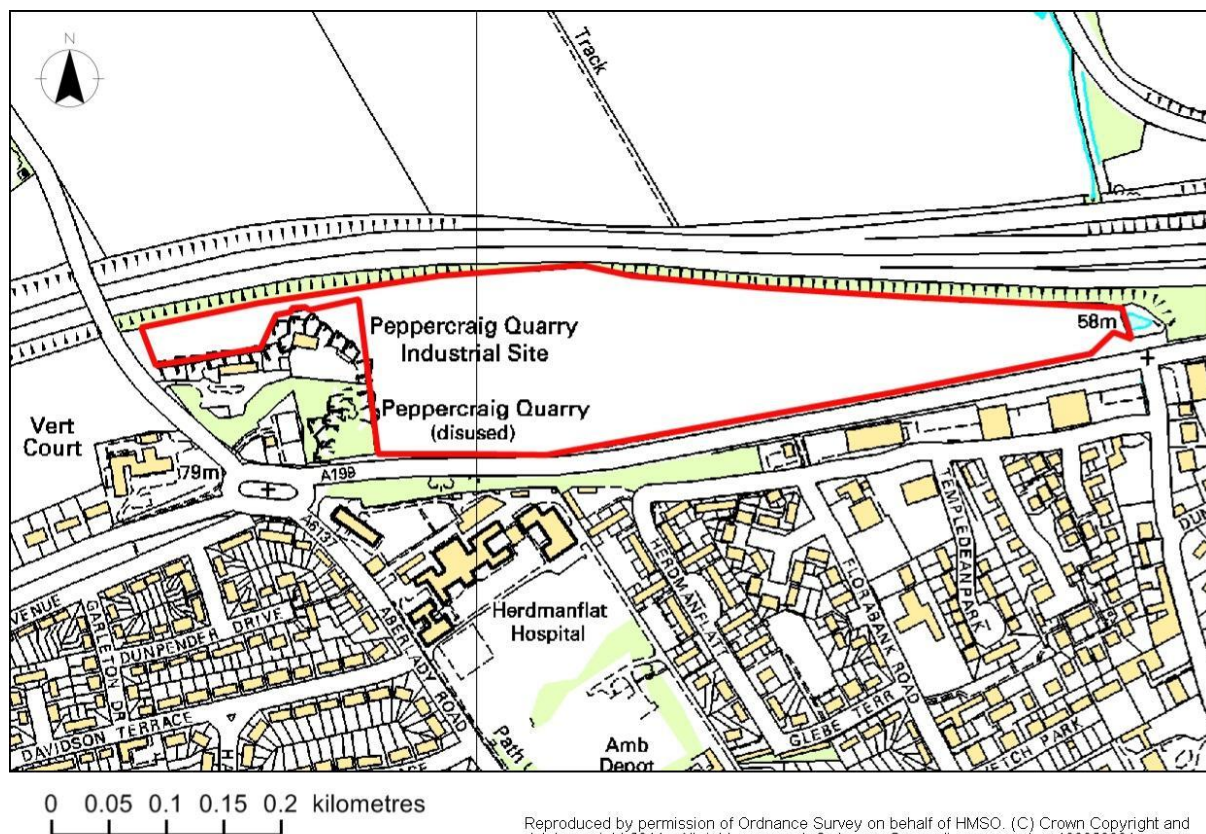 Track
58m
Peppercraig Quarry
Industrial Site
Peppercraig Quarry
(disused)
Vert
Court
79m
A199
A6137
AVENUE
GARLETON DR
DUNPENDER DRIVE
DAVIDSON TERRACE
ABERLADY ROAD
Herdmanflat
Hospital
HERDMANFLAT
FLORABANK ROAD
TEMPLEDEAN PARK
GLEBE TERR
Path
Amb
Depot
ETCH PARK
0 0.05 0.1 0.15 0.2 kilometres
Reproduced by permission of Ordnance Survey on behalf of HMSO. (C) Crown Copyright and